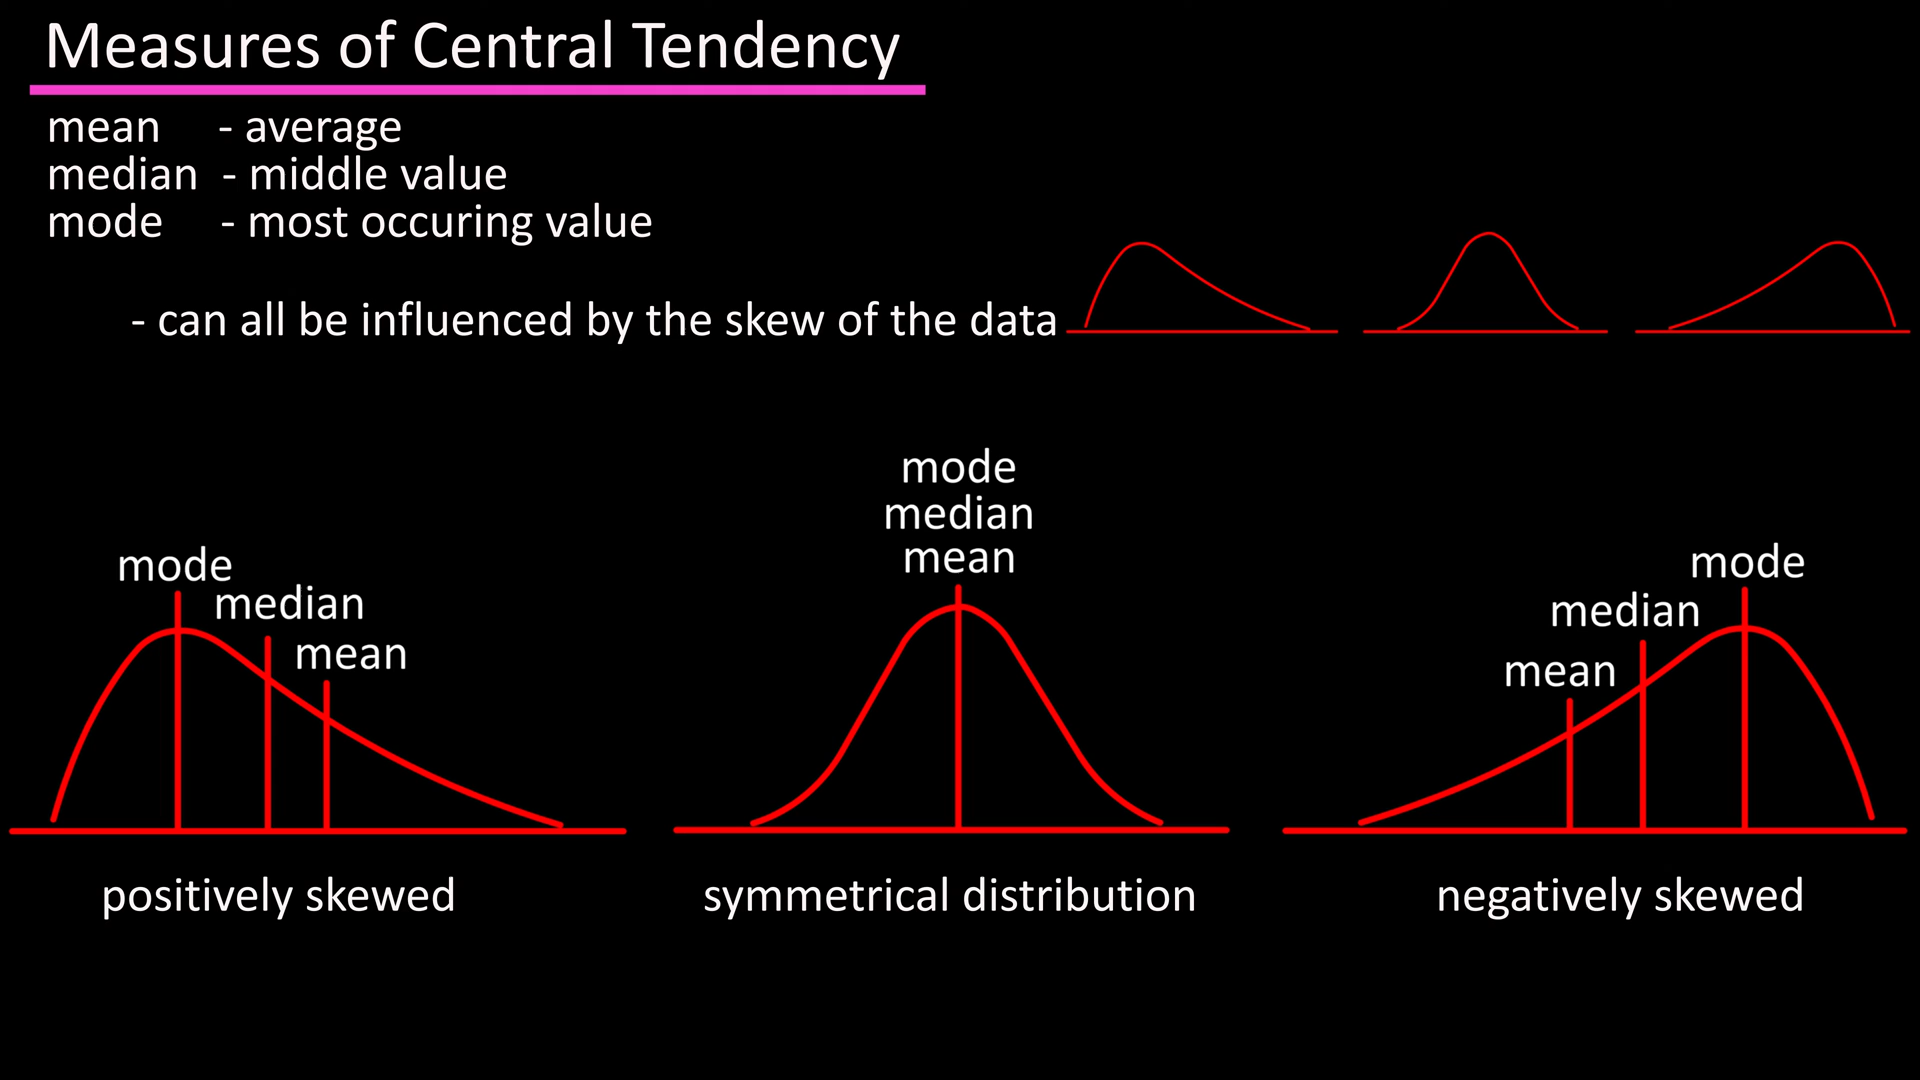 Measures of Central Tendency
mean - average
median - middle value
mode - most occuring value
- can all be influenced by the skew of the data
mode
median
mean
mode
median
mean
mode
median
mean
positively skewed
symmetrical distribution
negatively skewed